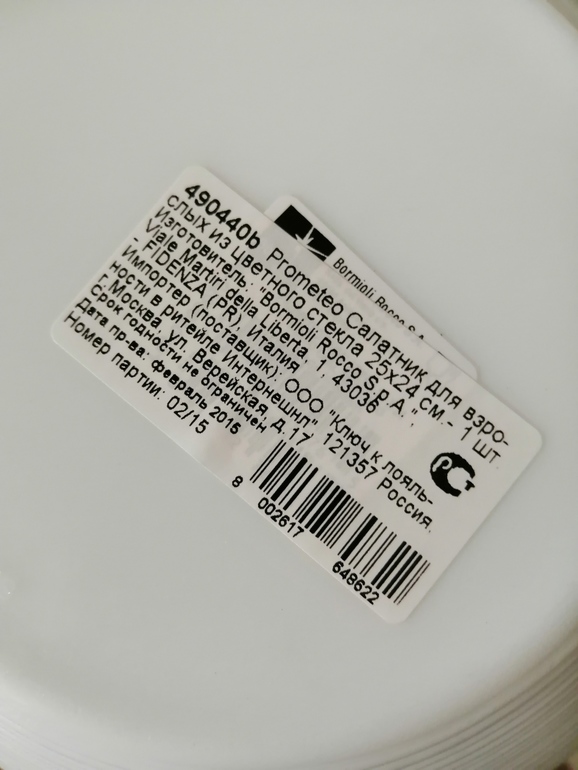 Bormioli Rocco S.p.A.
490440b Prometeo Салатник для взро-
слых из цветного стекла 25x24 см.- 1 шт.
Изготовитель: "Bormioli Rocco S.p.A.",
Viale Martiri della Liberta, 1, 43036
- FIDENZA (PR), Италия
Импортер (поставщик): ООО "Ключ к лояль-
ности в ритейле Интернешнл",
г.Москва, ул. Верейская, д.17, 121357 Россия.
Срок годности не ограничен
Дата пр-ва: февраль 2015
Номер партии: 02/15
РСТ
8 002617 648622